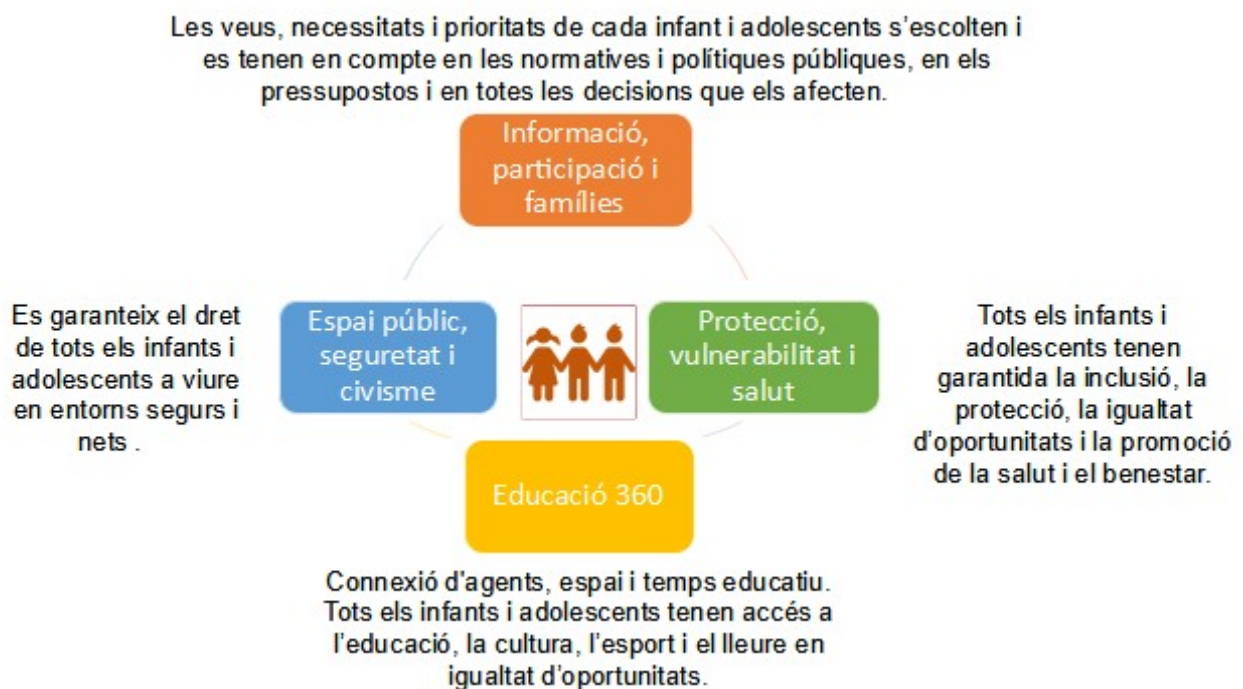 Les veus, necessitats i prioritats de cada infant i adolescents s’escolten i
es tenen en compte en les normatives i polítiques públiques, en els
pressupostos i en totes les decisions que els afecten.
Informació,
participació i
famílies
Es garanteix el dret
de tots els infants i
adolescents a viure
en entorns segurs i
nets .
Espai públic,
seguretat i
civisme
Protecció,
vulnerabilitat i
salut
Tots els infants i
adolescents tenen
garantida la inclusió, la
protecció, la igualtat
d’oportunitats i la promoció
de la salut i el benestar.
Educació 360
Connexió d’agents, espai i temps educatiu.
Tots els infants i adolescents tenen accés a
l’educació, la cultura, l’esport i el lleure en
igualtat d’oportunitats.